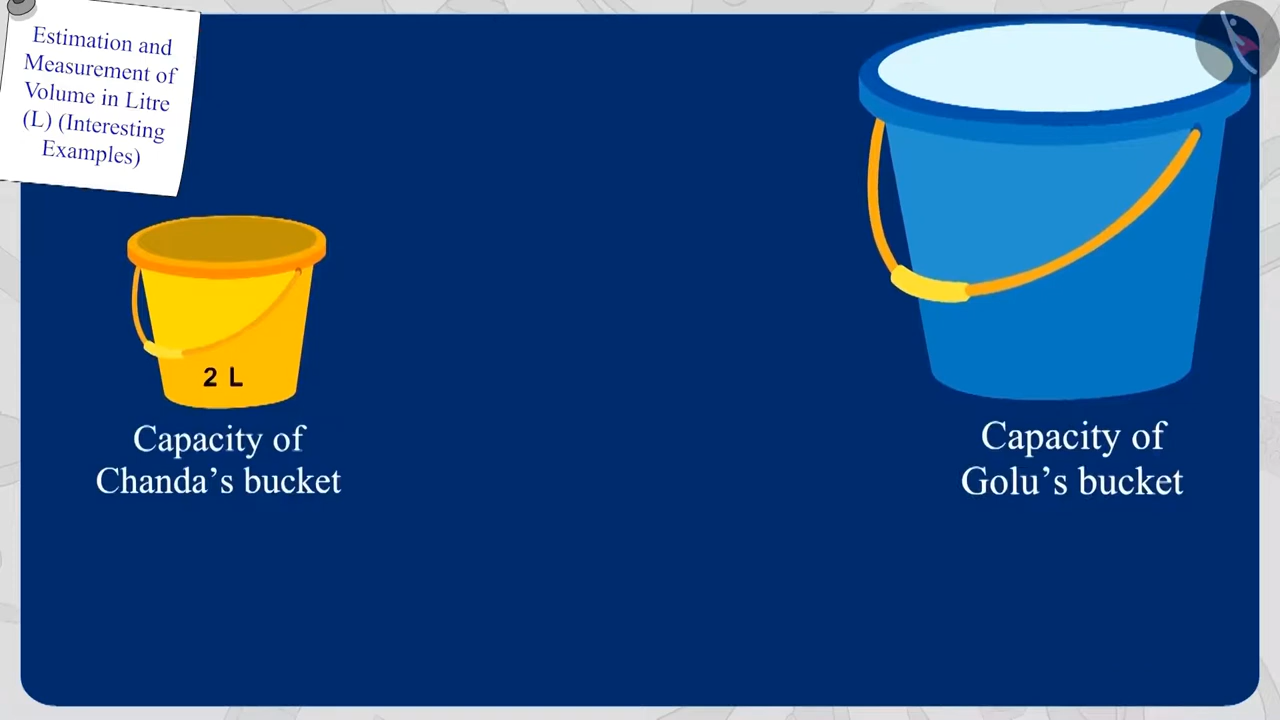 Estimation and
Measurement of
Volume in Litre
(L) (Interesting
Examples)
2 L
Capacity of
Chanda’s bucket
Capacity of
Golu’s bucket